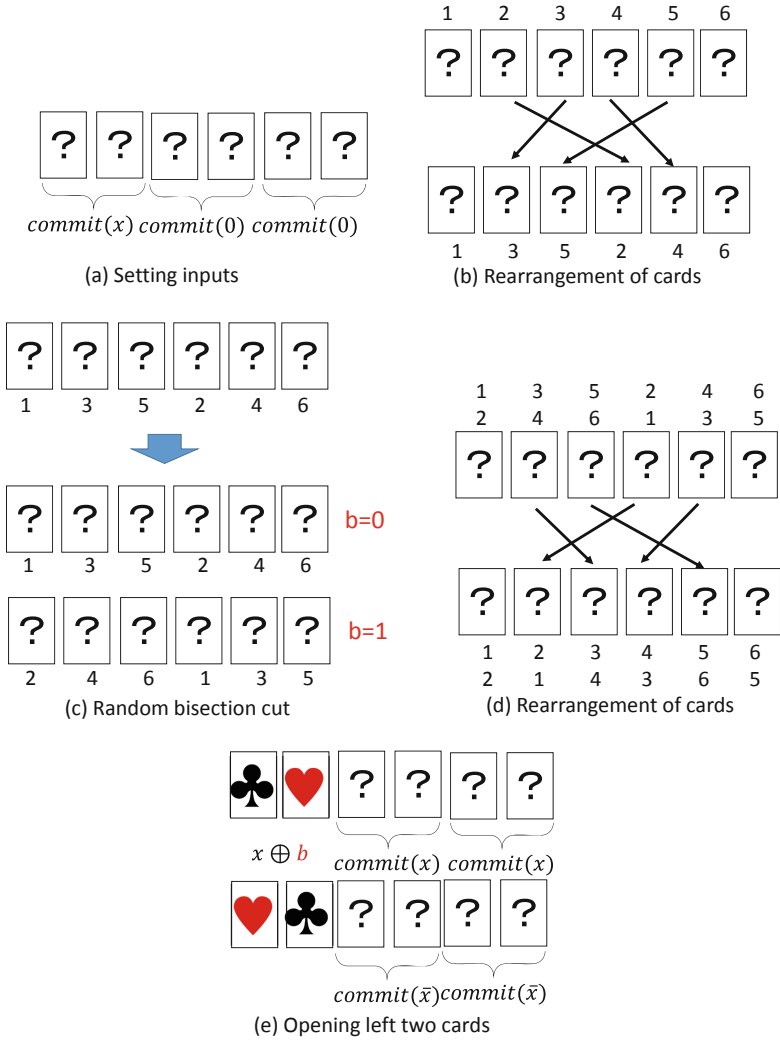 ? ? ? ? ? ?
commit(x) commit(0) commit(0)
(a) Setting inputs
1 2 3 4 5 6
? ? ? ? ? ?
? ? ? ? ? ?
1 3 5 2 4 6
(b) Rearrangement of cards
? ? ? ? ? ?
1 3 5 2 4 6
? ? ? ? ? ? b=0
1 3 5 2 4 6
? ? ? ? ? ? b=1
2 4 6 1 3 5
(c) Random bisection cut
1 3 5 2 4 6
2 4 6 1 3 5
? ? ? ? ? ?
? ? ? ? ? ?
1 2 3 4 5 6
2 1 4 3 6 5
(d) Rearrangement of cards
♣ ♥ ? ? ? ?
x ⊕ b commit(x) commit(x)
♥ ♣ ? ? ? ?
commit(x̄) commit(x̄)
(e) Opening left two cards